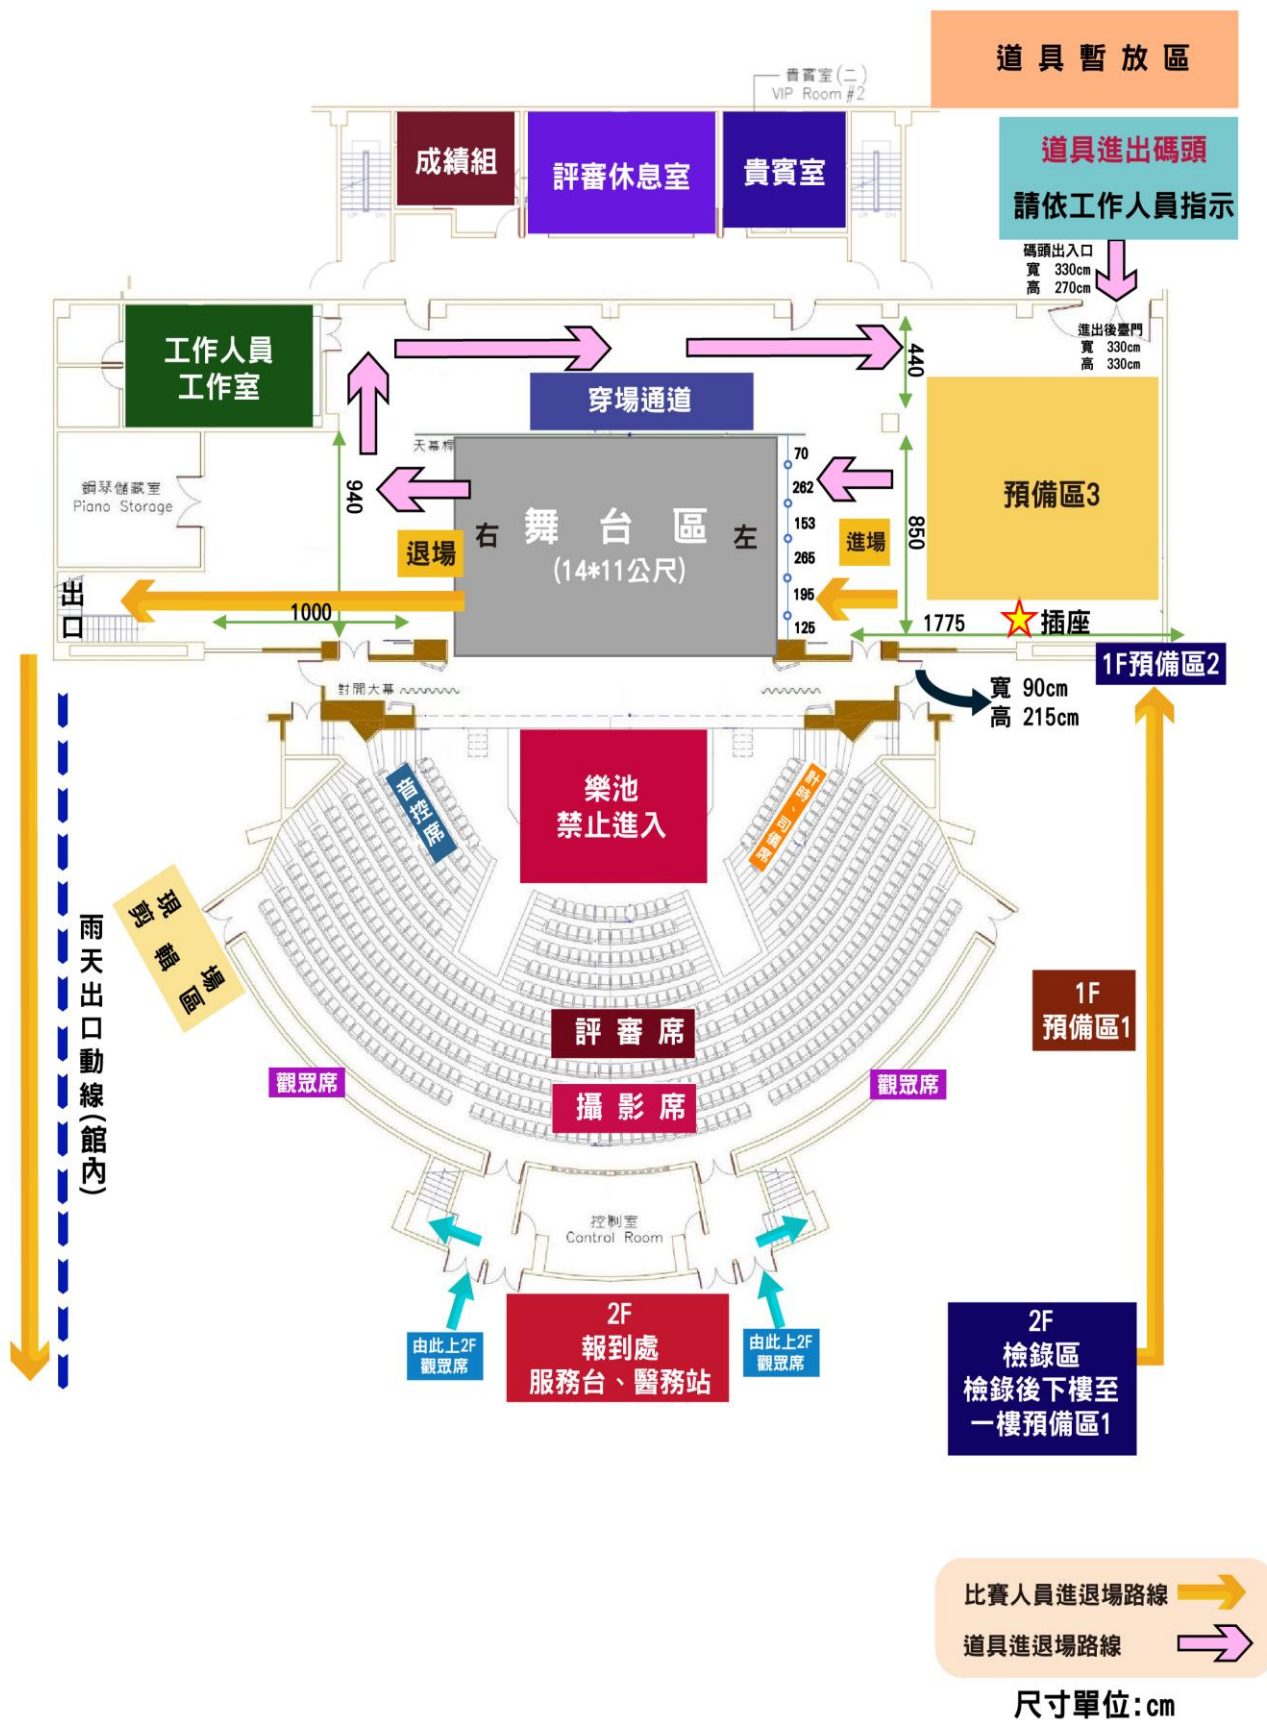 道具暫放區
貴賓室(二)
VIP Room #2
成績組
評審休息室
貴賓室
道具進出碼頭
請依工作人員指示
碼頭出入口
寬 330cm
高 270cm
進出後臺門
寬 330cm
高 330cm
工作人員
工作室
穿場通道
440
天幕桿
鋼琴儲藏室
Piano Storage
940
右
舞台區
(14*11公尺)
左
70
262
153
265
195
125
退場
進場
850
預備區3
出口
1000
1775
插座
1F預備區2
對開大幕
寬 90cm
高 215cm
樂池
禁止進入
音控席
計時、司儀席
現場
剪輯區
雨天出口動線(館內)
1F
預備區1
評審席
攝影席
觀眾席
觀眾席
控制室
Control Room
由此上2F
觀眾席
2F
報到處
服務台、醫務站
由此上2F
觀眾席
2F
檢錄區
檢錄後下樓至
一樓預備區1
比賽人員進退場路線
道具進退場路線
尺寸單位:cm